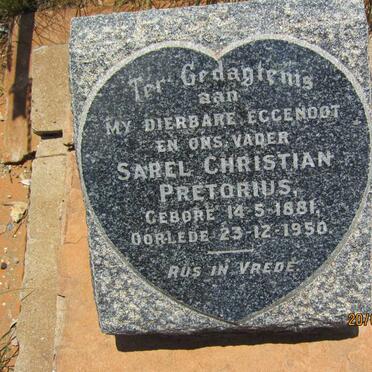 Ter Gedagtenis
aan
MY DIERBARE EGGENOOT
EN ONS VADER
SAREL CHRISTIAN
PRETORIUS,
GEBORE 14-5-1881,
OORLEDE 23-12-1950.
RUS IN VREDE